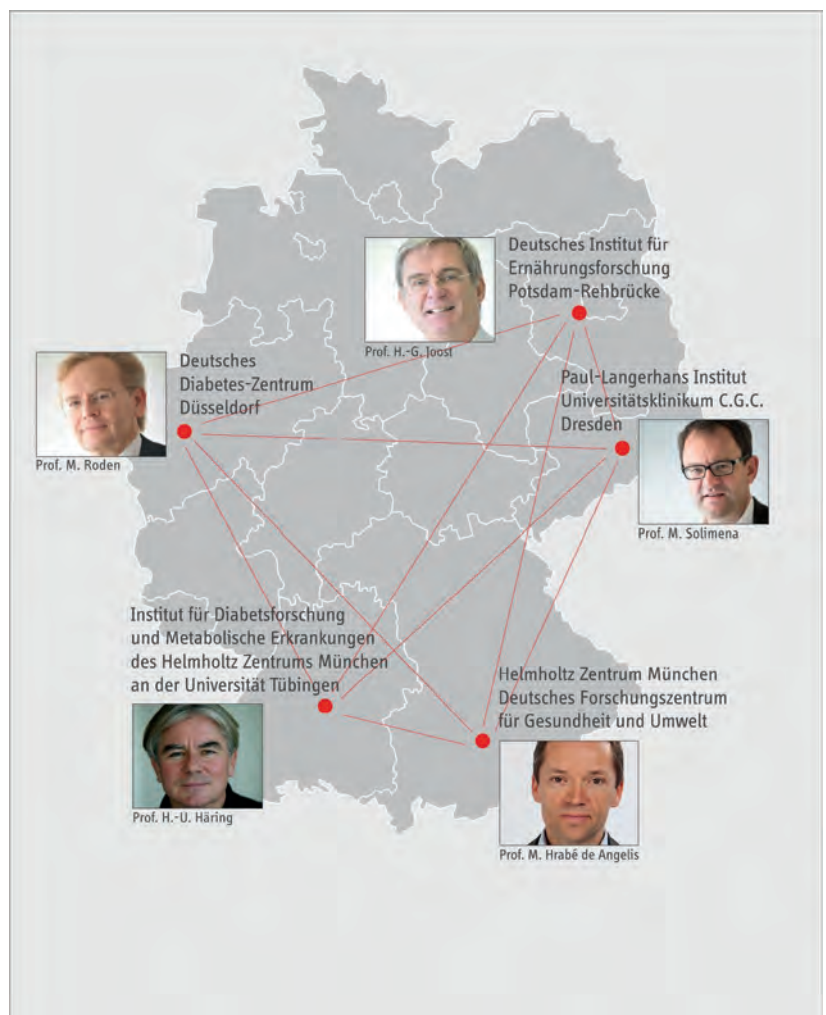 Deutsches Institut für
Ernährungsforschung
Potsdam-Rehbrücke
Prof. H.-G. Joost
Deutsches
Diabetes-Zentrum
Düsseldorf
Prof. M. Roden
Paul-Langerhans Institut
Universitätsklinikum C.G.C.
Dresden
Prof. M. Solimena
Institut für Diabetsforschung
und Metabolische Erkrankungen
des Helmholtz Zentrums München
an der Universität Tübingen
Prof. H.-U. Häring
Helmholtz Zentrum München
Deutsches Forschungszentrum
für Gesundheit und Umwelt
Prof. M. Hrabé de Angelis